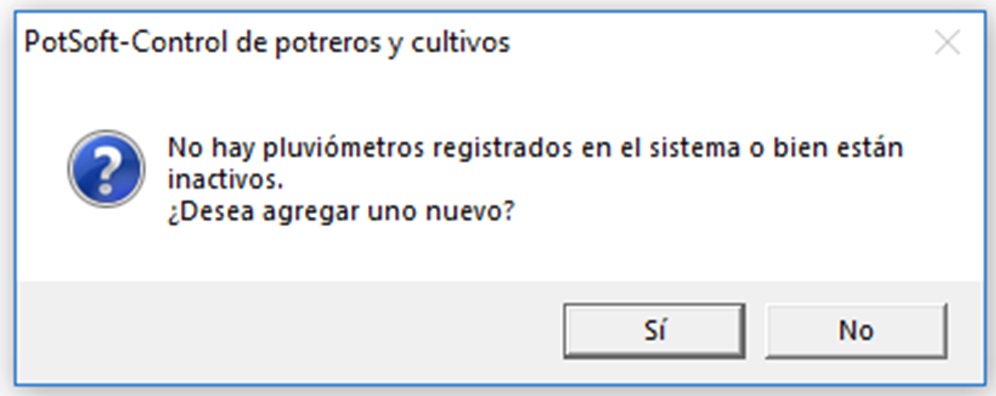 PotSoft-Control de potreros y cultivos
No hay pluviómetros registrados en el sistema o bien están
inactivos.
¿Desea agregar uno nuevo?
Sí
No